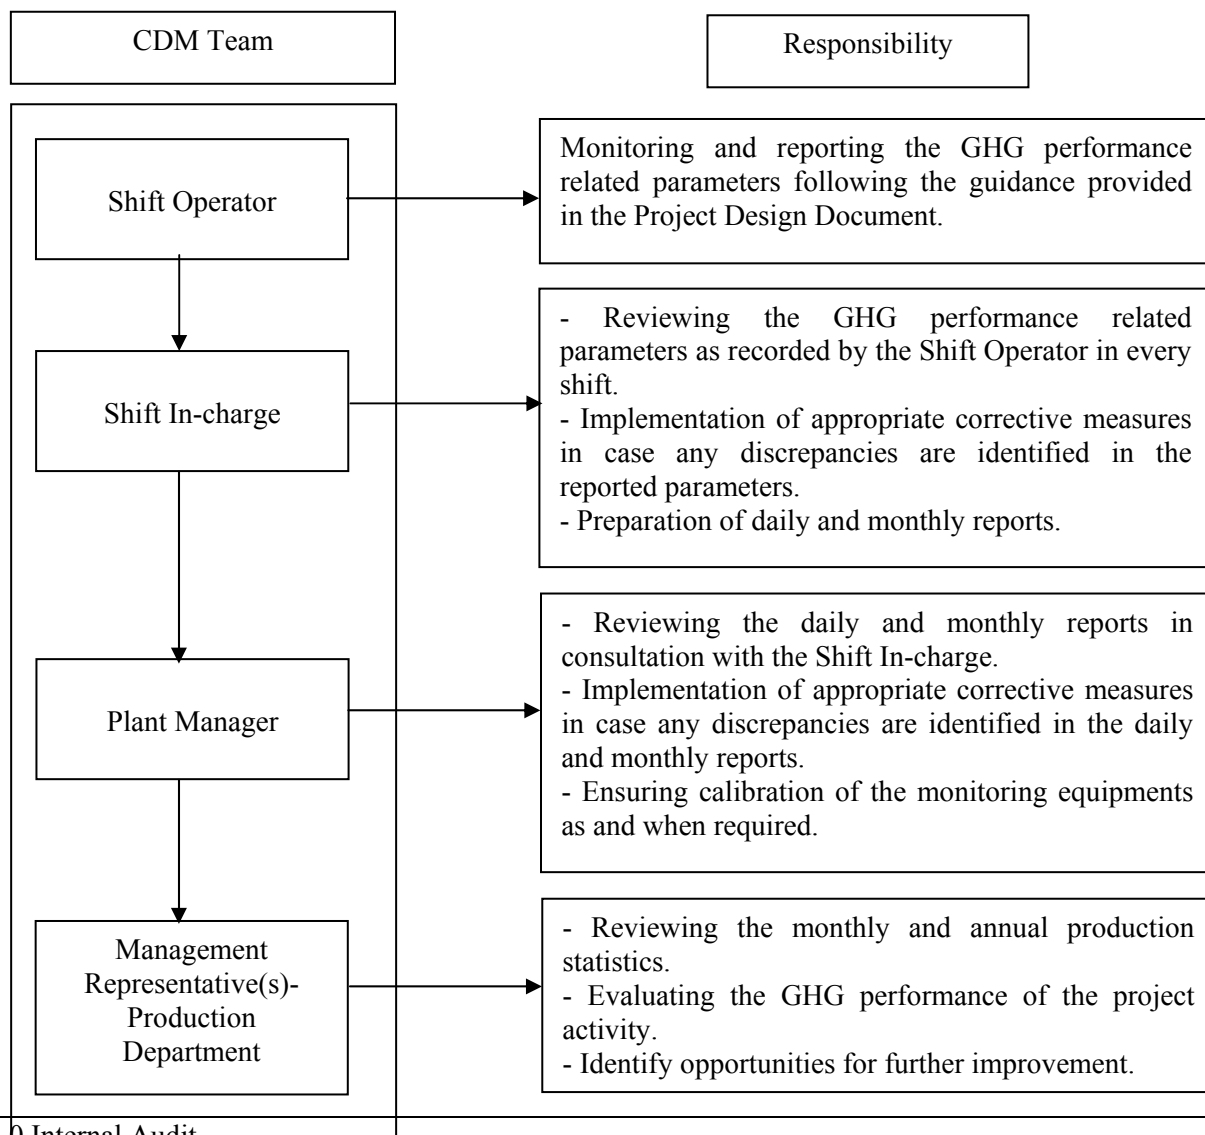 CDM Team
Responsibility
Shift Operator
Monitoring and reporting the GHG performance
related parameters following the guidance provided
in the Project Design Document.
Shift In-charge
- Reviewing the GHG performance related
parameters as recorded by the Shift Operator in every
shift.
- Implementation of appropriate corrective measures
in case any discrepancies are identified in the
reported parameters.
- Preparation of daily and monthly reports.
Plant Manager
- Reviewing the daily and monthly reports in
consultation with the Shift In-charge.
- Implementation of appropriate corrective measures
in case any discrepancies are identified in the daily
and monthly reports.
- Ensuring calibration of the monitoring equipments
as and when required.
Management
Representative(s)-
Production
Department
- Reviewing the monthly and annual production
statistics.
- Evaluating the GHG performance of the project
activity.
- Identify opportunities for further improvement.
0 Internal Audit